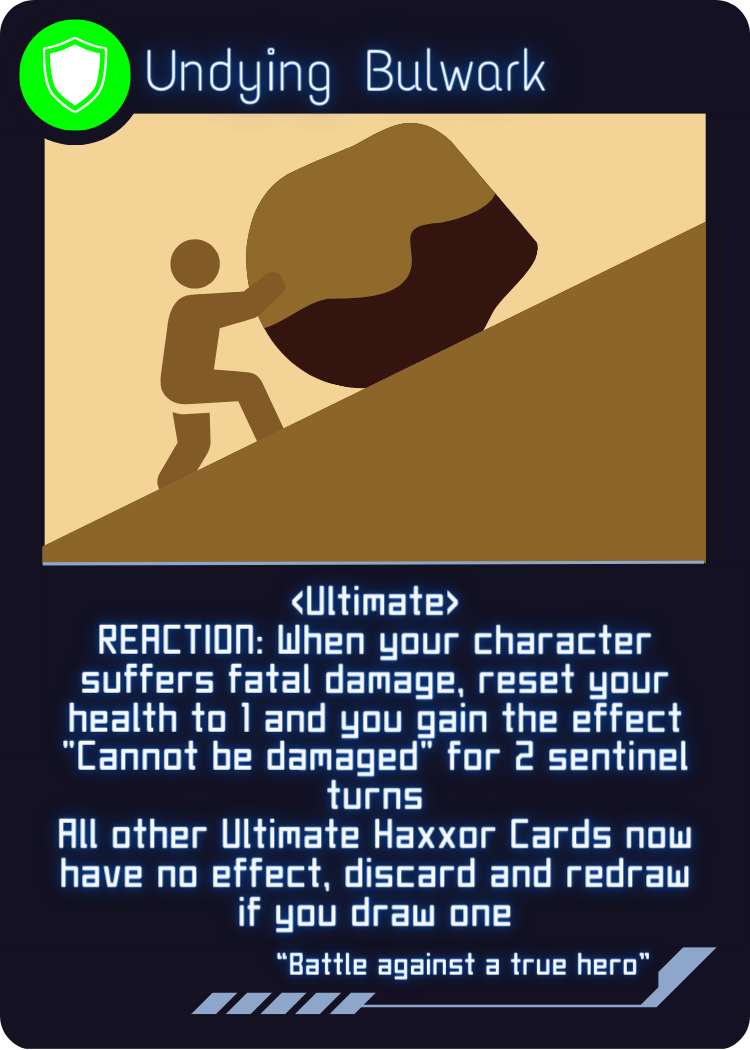 Undying Bulwark
<Ultimate>
REACTION: When your character
suffers fatal damage, reset your
health to 1 and you gain the effect
"Cannot be damaged" for 2 sentinel
turns
All other Ultimate Haxxor Cards now
have no effect, discard and redraw
if you draw one
“Battle against a true hero”